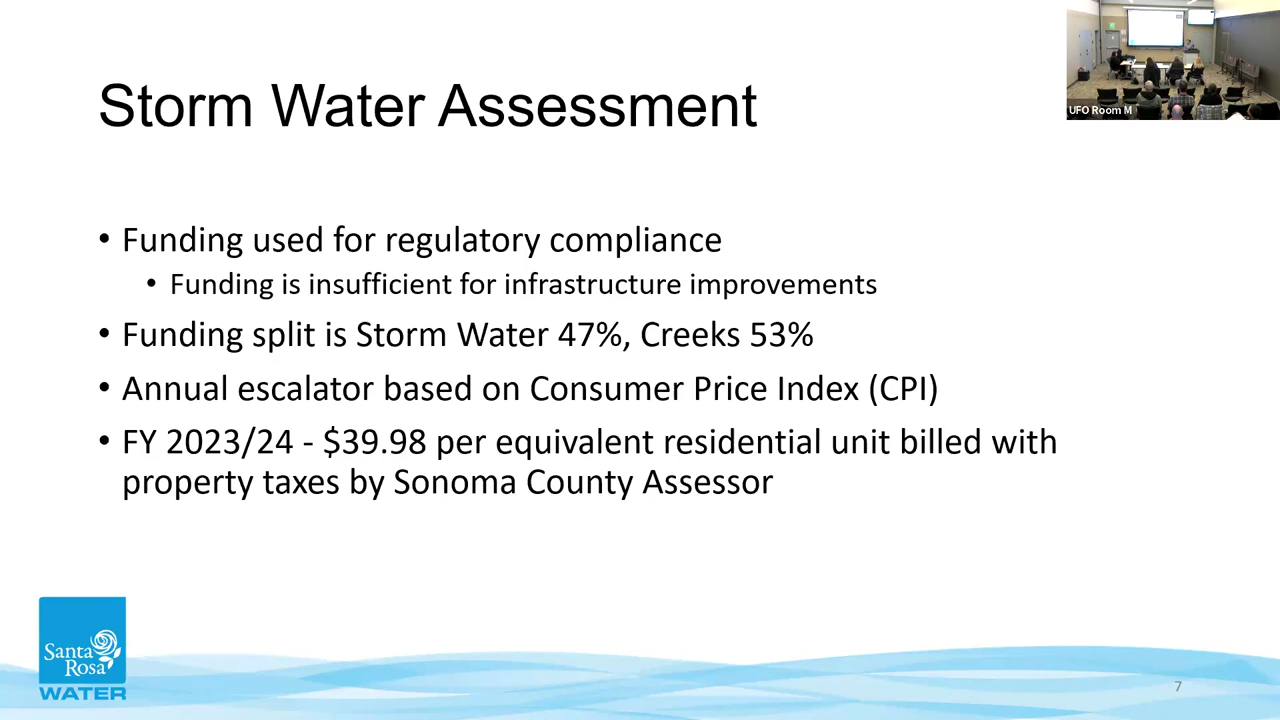 UFO Room M
Storm Water Assessment
• Funding used for regulatory compliance
• Funding is insufficient for infrastructure improvements
• Funding split is Storm Water 47%, Creeks 53%
• Annual escalator based on Consumer Price Index (CPI)
• FY 2023/24 - $39.98 per equivalent residential unit billed with
property taxes by Sonoma County Assessor
Santa
Rosa
WATER
7